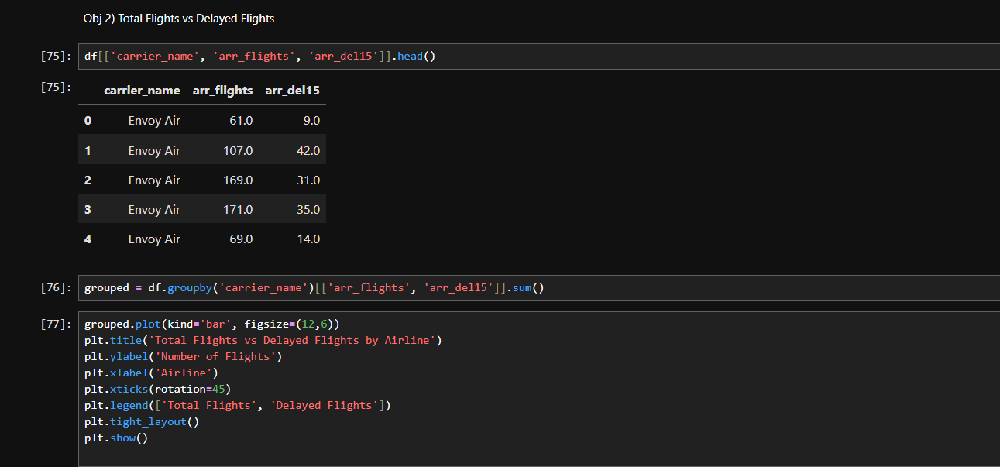 Obj 2) Total Flights vs Delayed Flights
[75]: df[['carrier_name', 'arr_flights', 'arr_del15']].head()
[75]: carrier_name arr_flights arr_del15
0 Envoy Air 61.0 9.0
1 Envoy Air 107.0 42.0
2 Envoy Air 169.0 31.0
3 Envoy Air 171.0 35.0
4 Envoy Air 69.0 14.0
[76]: grouped = df.groupby('carrier_name')[['arr_flights', 'arr_del15']].sum()
[77]: grouped.plot(kind='bar', figsize=(12,6))
plt.title('Total Flights vs Delayed Flights by Airline')
plt.ylabel('Number of Flights')
plt.xlabel('Airline')
plt.xticks(rotation=45)
plt.legend(['Total Flights', 'Delayed Flights'])
plt.tight_layout()
plt.show()